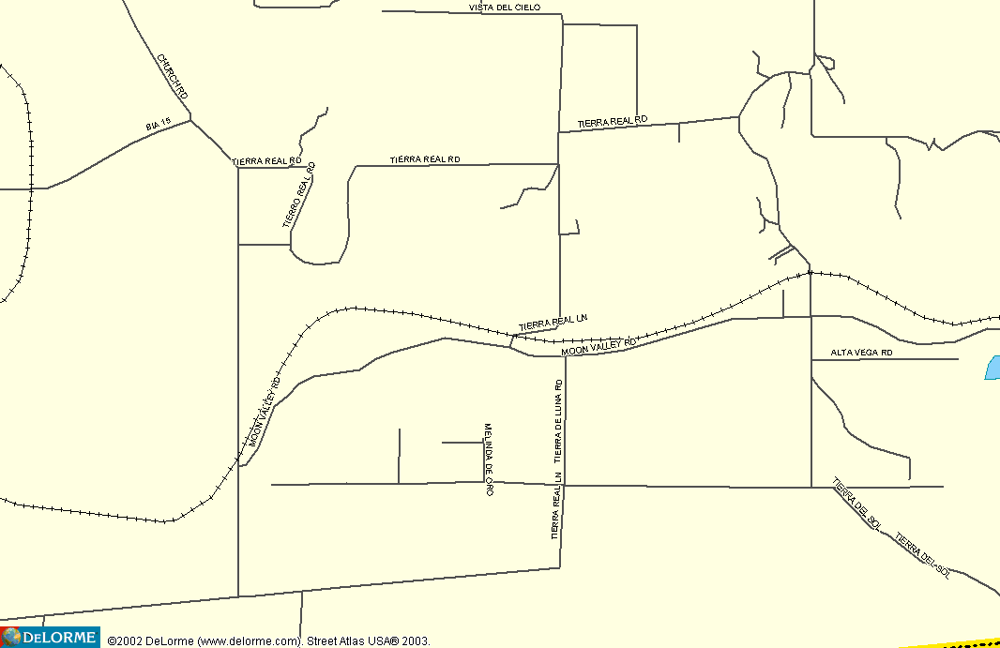 VISTA DEL CIELO
CHURCH RD
BIA 15
TIERRA REAL RD
TIERRA REAL RD
TIERRA REAL RD
TIERRO REAL RD
TIERRA REAL LN
MOON VALLEY RD
ALTA VEGA RD
MOON VALLEY RD
TIERRA DE LUNA RD
MELINDA DE ORO
TIERRA REAL LN
TIERRA DEL SOL
TIERRA DEL SOL
DELORME
©2002 DeLorme (www.delorme.com). Street Atlas USA® 2003.